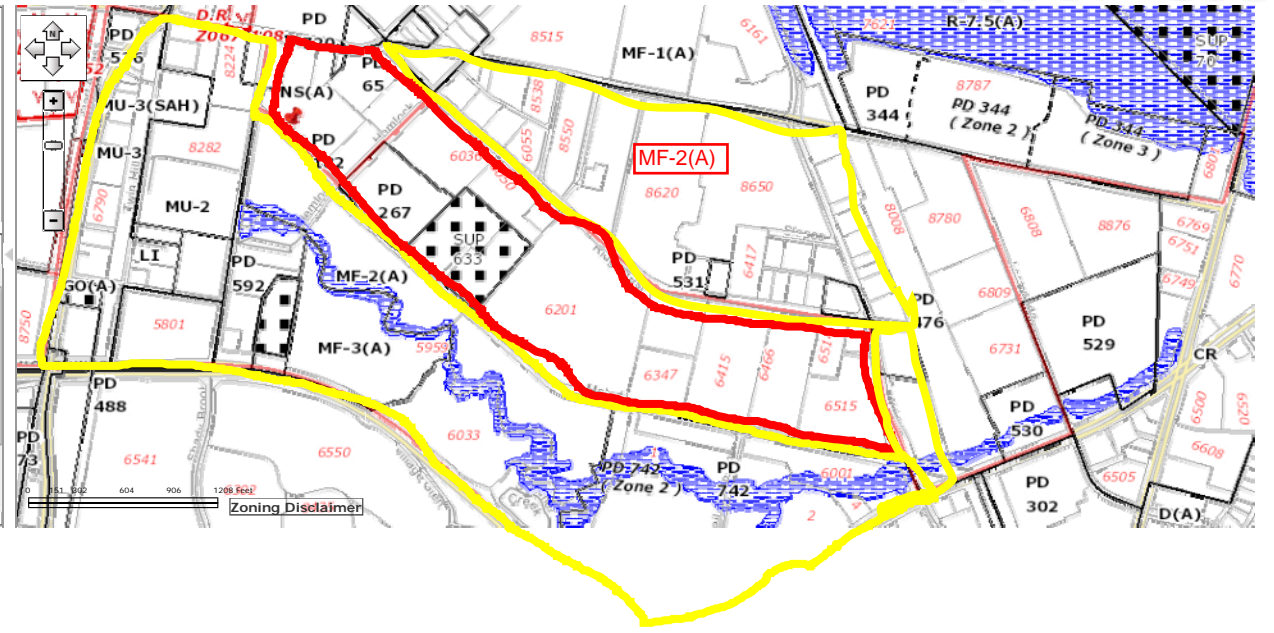 N
D.R.
PD
R-7.5(A)
PD
8224
8515
6161
7621
SUP
70
MF-1(A)
PD
65
NS(A)
MU-3(SAH)
8538
8787
PD
344
PD 344
( Zone 2 )
PD 344
( Zone 3 )
MU-3
8282
PD
6055
8550
MF-2(A)
6790
MU-2
PD
267
8620
8650
8008
8780
6808
8876
6769
6751
SUP
633
LI
PD
592
MF-2(A)
PD
531
6417
6749
6770
GO(A)
6809
PD
476
6201
8750
5801
MF-3(A)
5959
6731
PD
529
CR
6347
6415
6466
PD
488
6515
PD
530
6500
6033
PD
73
6541
6550
PD 742
( Zone 2 )
PD
742
6001
6608
6505
PD
302
D(A)
Creek
2
4
0 151 302 604 906 1208 Feet
Zoning Disclaimer